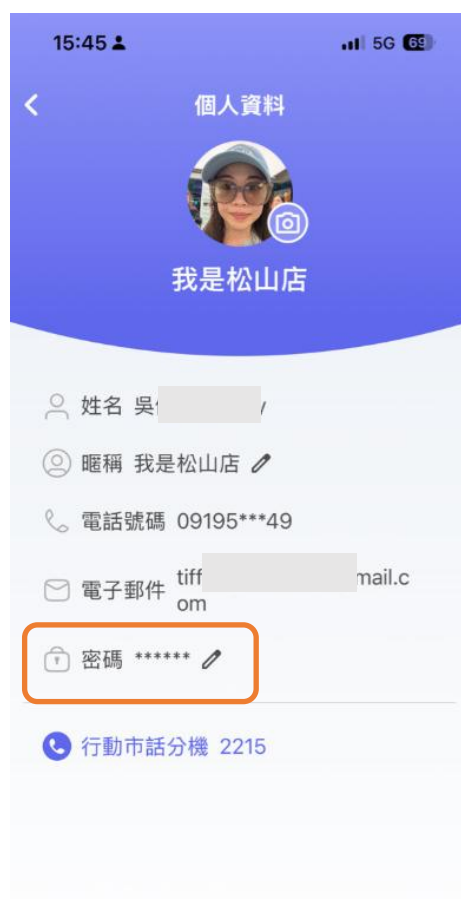 15:45 5G 69
個人資料
我是松山店
姓名 吳
暱稱 我是松山店
電話號碼 09195***49
電子郵件 tiff mail.c
om
密碼 ******
行動市話分機 2215